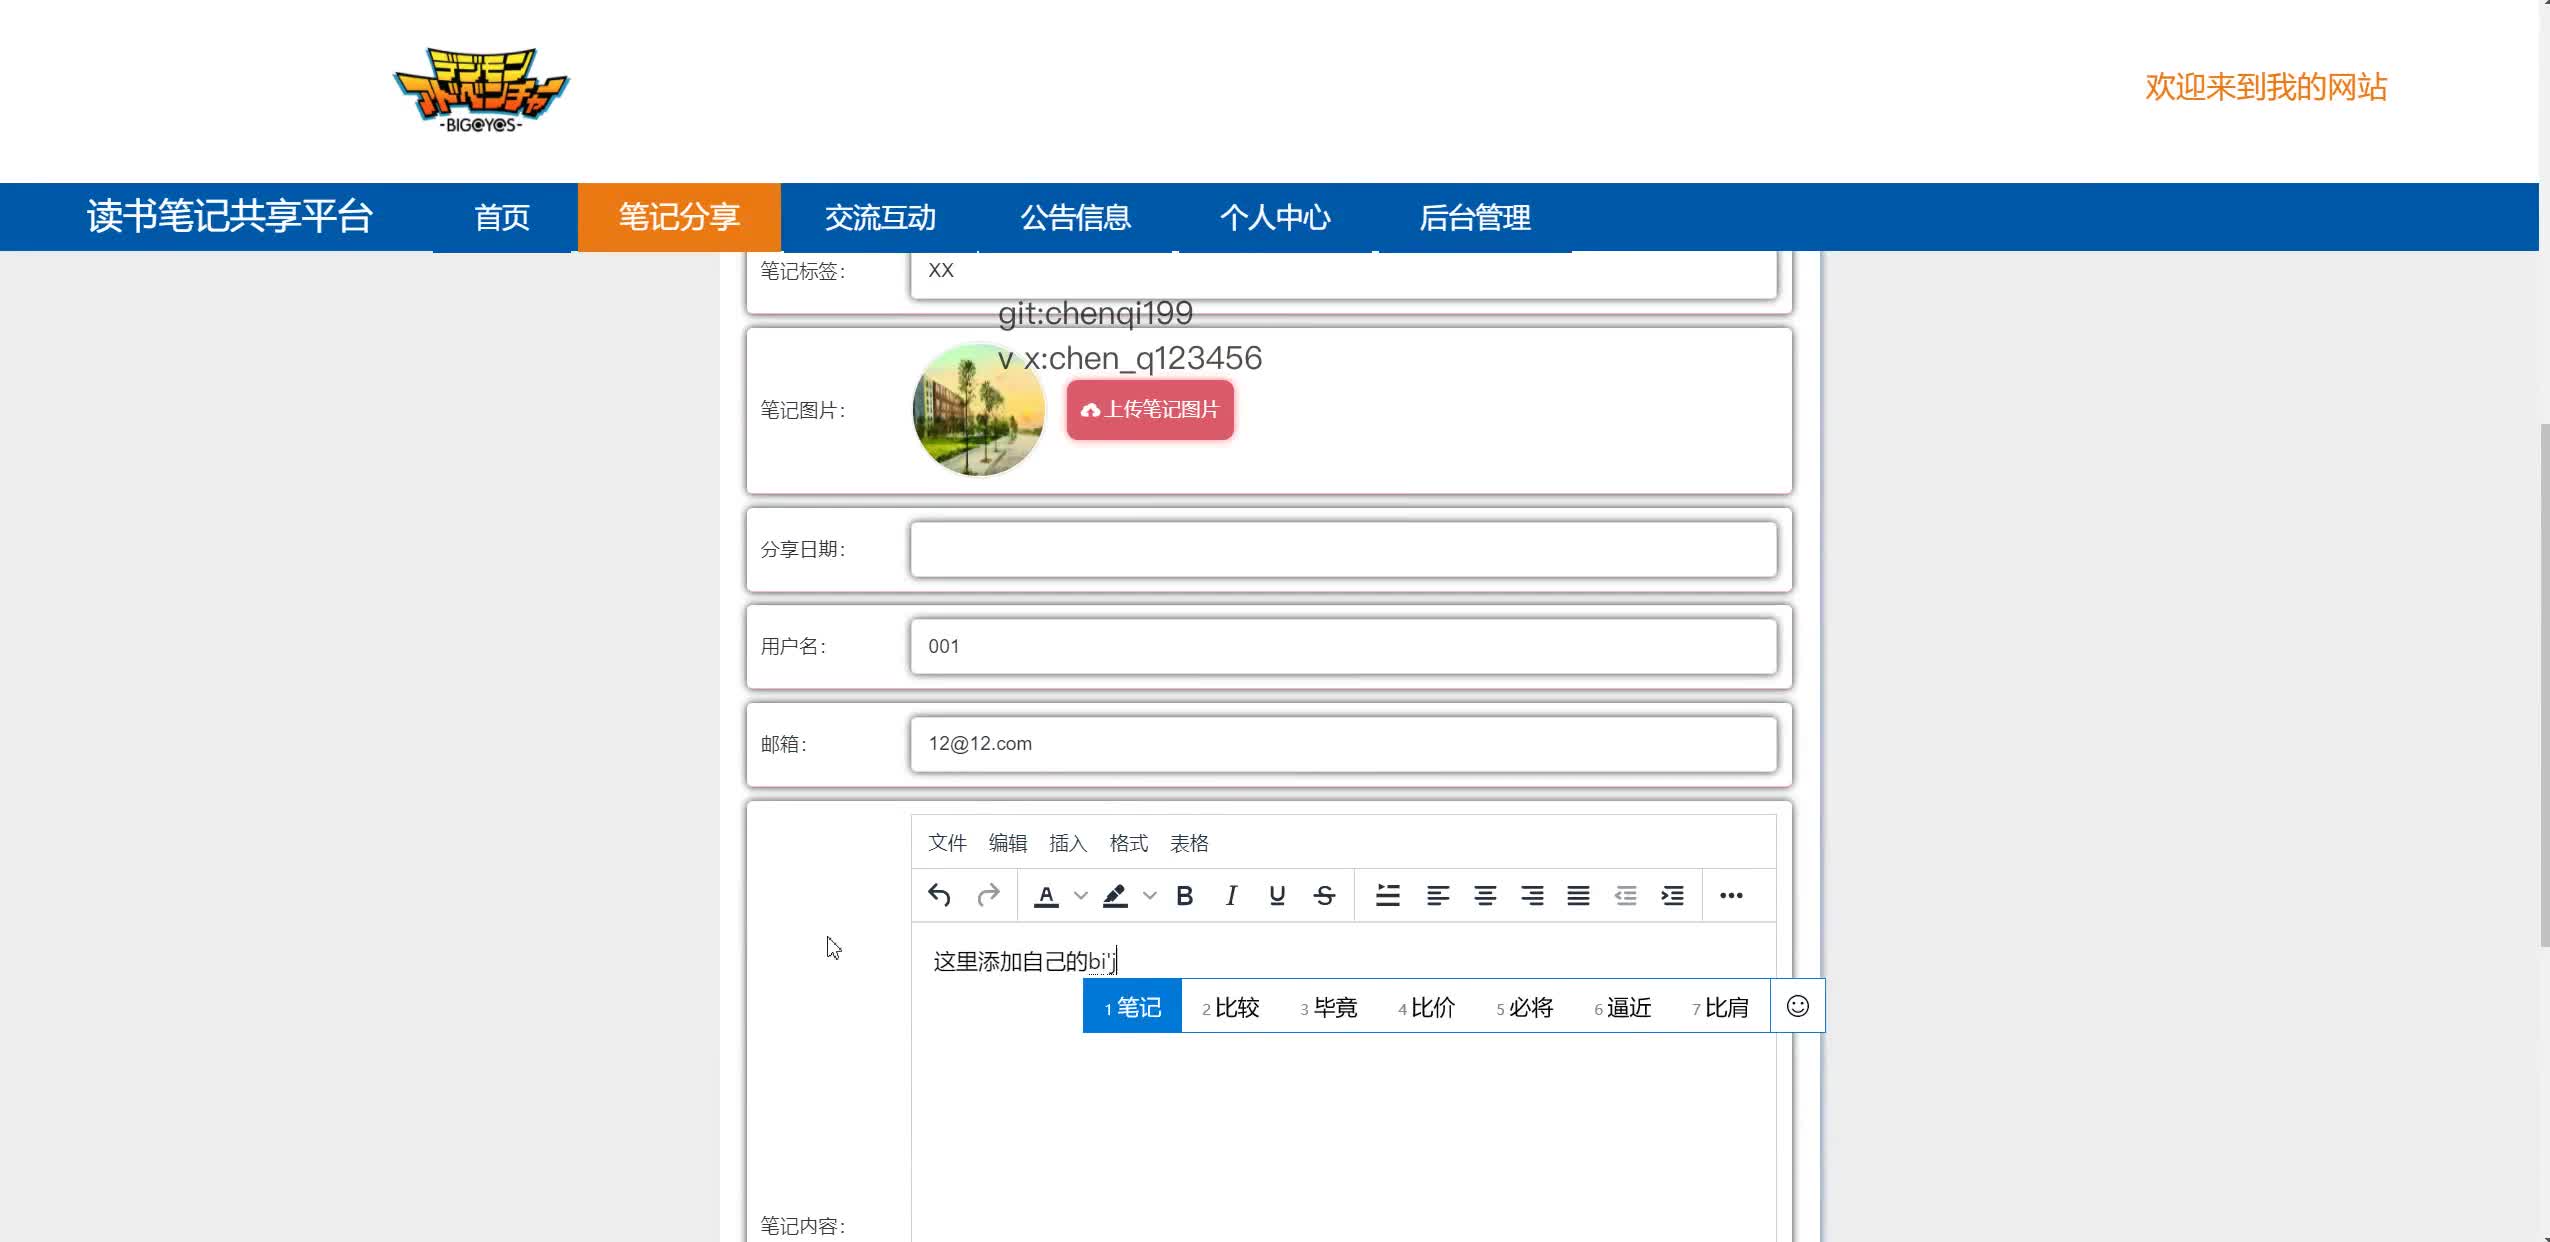 デジモン
アドベンチャー
-BIG@Y@S-
欢迎来到我的网站
读书笔记共享平台 首页 笔记分享 交流互动 公告信息 个人中心 后台管理
笔记标签： XX
git:chenqi199
v x:chen_q123456
笔记图片： 上传笔记图片
分享日期：
用户名： 001
邮箱： 12@12.com
文件 编辑 插入 格式 表格
这里添加自己的bi'j
1 笔记 2 比较 3 毕竟 4 比价 5 必将 6 逼近 7 比肩
笔记内容：